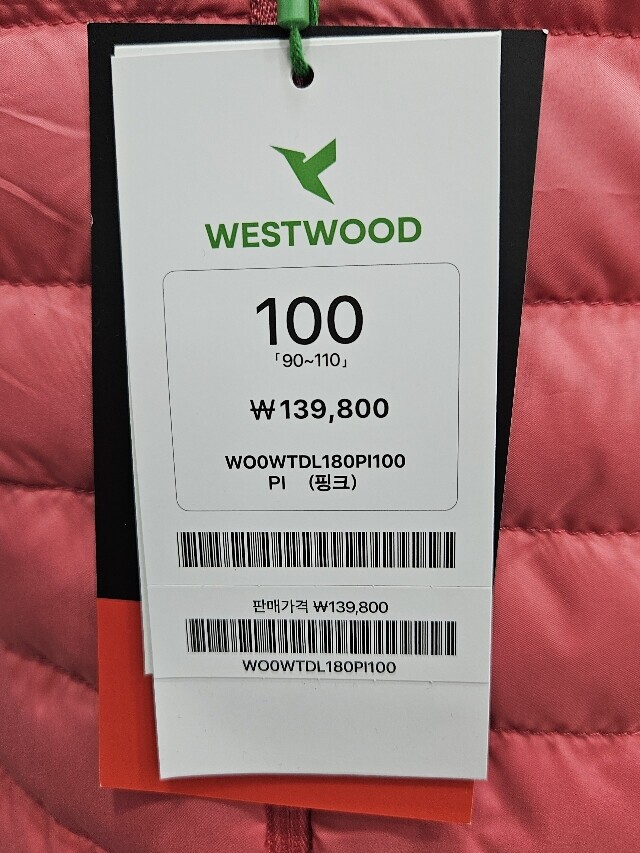 WESTWOOD
100
「90~110」
₩139,800
WO0WTDL180PI100
PI (핑크)
판매가격 ₩139,800
WO0WTDL180PI100